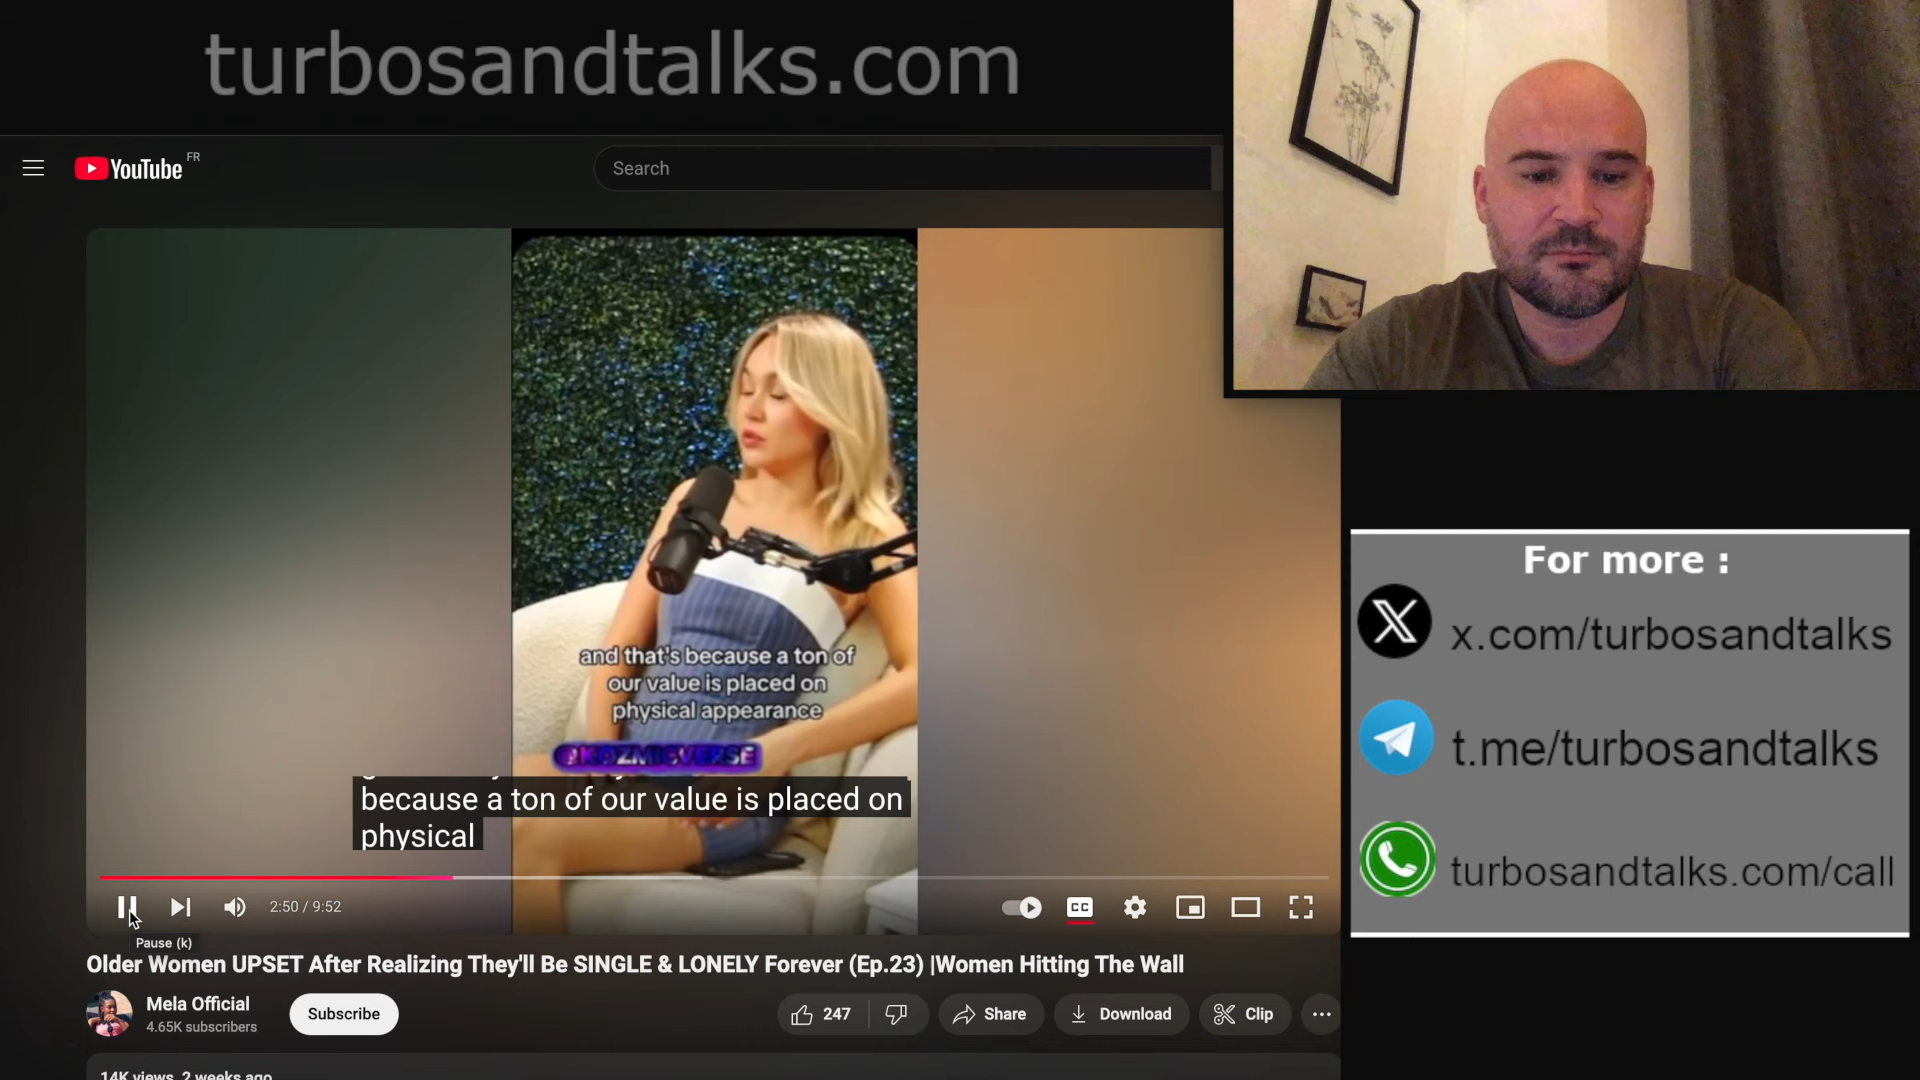 turbosandtalks.com
YouTube FR
Search
and that's because a ton of
our value is placed on
physical appearance
@KOZMICVERSE
because a ton of our value is placed on
physical
2:50 / 9:52
CC
Pause (k)
Older Women UPSET After Realizing They'll Be SINGLE & LONELY Forever (Ep.23) |Women Hitting The Wall
Mela Official
4.65K subscribers
Subscribe
247
Share
Download
Clip
14K views 2 weeks ago
For more :
x.com/turbosandtalks
t.me/turbosandtalks
turbosandtalks.com/call